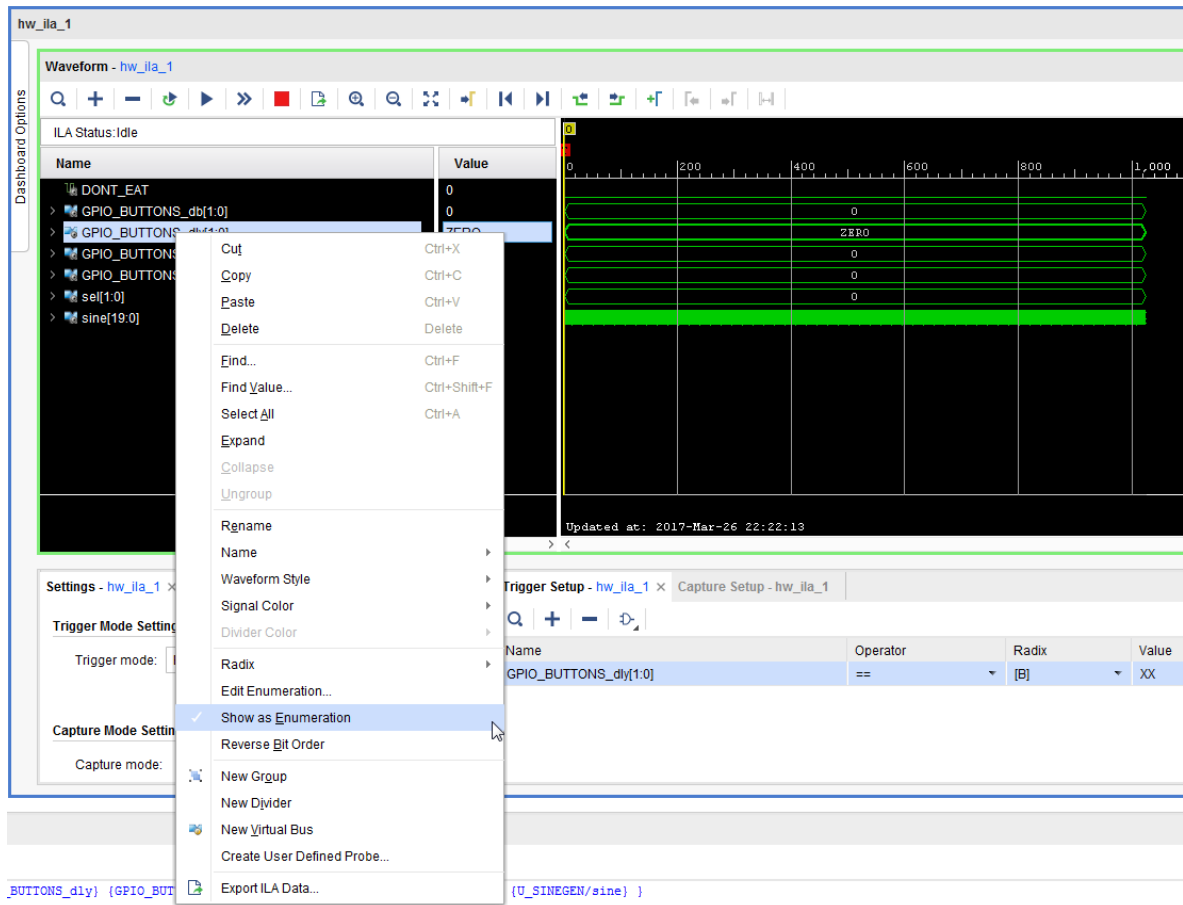 hw_ila_1
Dashboard Options
Waveform - hw_ila_1
ILA Status:Idle
Name Value
0
0 200 400 600 800 1,000
DONT_EAT 0
GPIO_BUTTONS_db[1:0] 0 0
GPIO_BUTTONS_dly[1:0] ZERO ZERO
GPIO_BUTTONS 0
GPIO_BUTTONS 0
sel[1:0] 0
sine[19:0]
Updated at: 2017-Mar-26 22:22:13
Cut Ctrl+X
Copy Ctrl+C
Paste Ctrl+V
Delete Delete
Find... Ctrl+F
Find Value... Ctrl+Shift+F
Select All Ctrl+A
Expand
Collapse
Ungroup
Rename
Name
Waveform Style
Signal Color
Divider Color
Radix
Edit Enumeration...
Show as Enumeration
Reverse Bit Order
New Group
New Divider
New Virtual Bus
Create User Defined Probe...
Export ILA Data...
Settings - hw_ila_1
Trigger Mode Setting
Trigger mode:
Capture Mode Settin
Capture mode:
Trigger Setup - hw_ila_1 Capture Setup - hw_ila_1
Name Operator Radix Value
GPIO_BUTTONS_dly[1:0] == [B] XX
_BUTTONS_dly} {GPIO_BUT {U_SINEGEN/sine} }